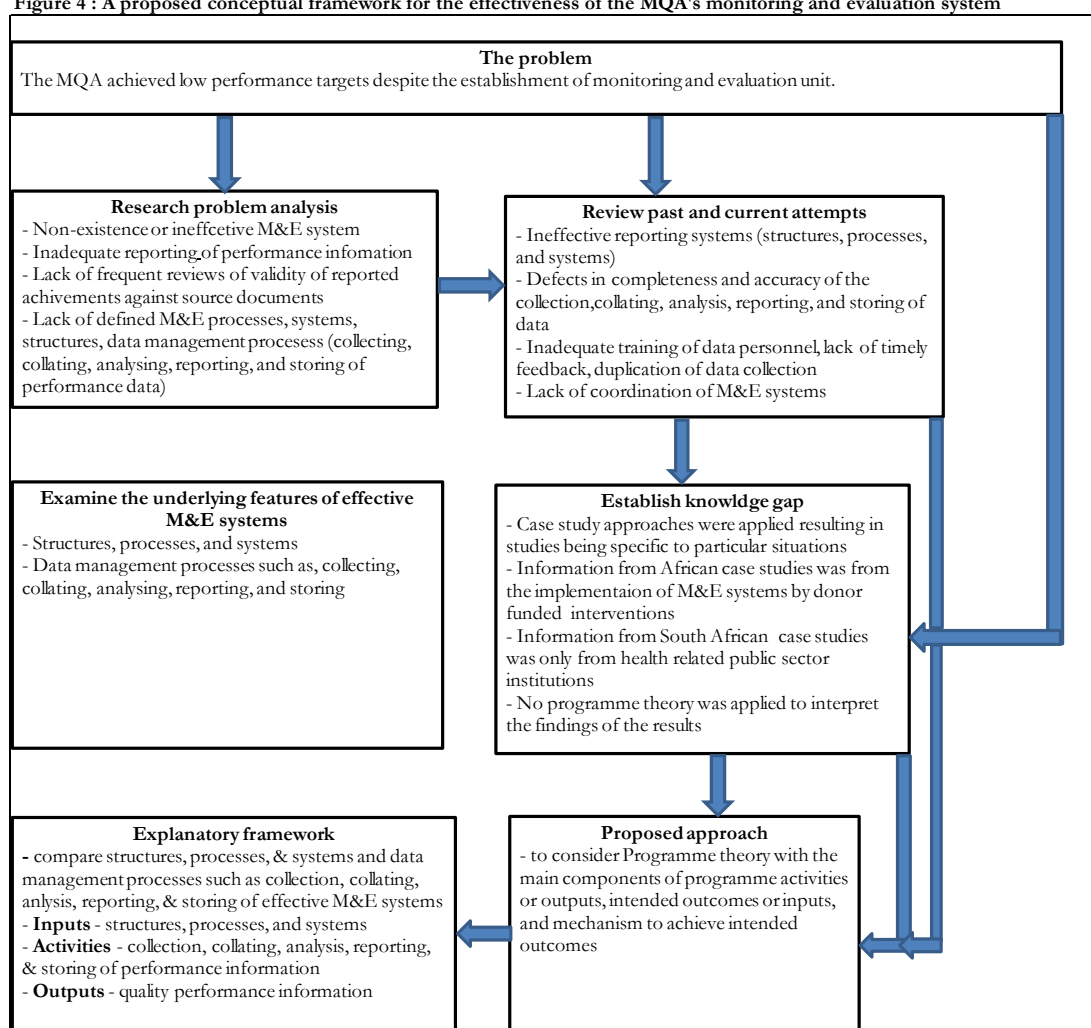 Figure 4 : A proposed conceptual framework for the effectiveness of the MQA's monitoring and evaluation system
The problem
The MQA achieved low performance targets despite the establishment of monitoring and evaluation unit.
Research problem analysis
- Non-existence or ineffcetive M&E system
- Inadequate reporting of performance infomation
- Lack of frequent reviews of validity of reported
achivements against source documents
- Lack of defined M&E processes, systems,
structures, data management procesess (collecting,
collating, analysing, reporting, and storing of
performance data)
Review past and current attempts
- Ineffective reporting systems (structures, processes,
and systems)
- Defects in completeness and accuracy of the
collection,collating, analysis, reporting, and storing of
data
- Inadequate training of data personnel, lack of timely
feedback, duplication of data collection
- Lack of coordination of M&E systems
Examine the underlying features of effective
M&E systems
- Structures, processes, and systems
- Data management processes such as, collecting,
collating, analysing, reporting, and storing
Establish knowldge gap
- Case study approaches were applied resulting in
studies being specific to particular situations
- Information from African case studies was from
the implementaion of M&E systems by donor
funded interventions
- Information from South African case studies
was only from health related public sector
institutions
- No programme theory was applied to interpret
the findings of the results
Explanatory framework
- compare structures, processes, & systems and data
management processes such as collection, collating,
anlysis, reporting, & storing of effective M&E systems
- Inputs - structures, processes, and systems
- Activities - collection, collating, analysis, reporting,
& storing of performance information
- Outputs - quality performance information
Proposed approach
- to consider Programme theory with the
main components of programme activities
or outputs, intended outcomes or inputs,
and mechanism to achieve intended
outcomes